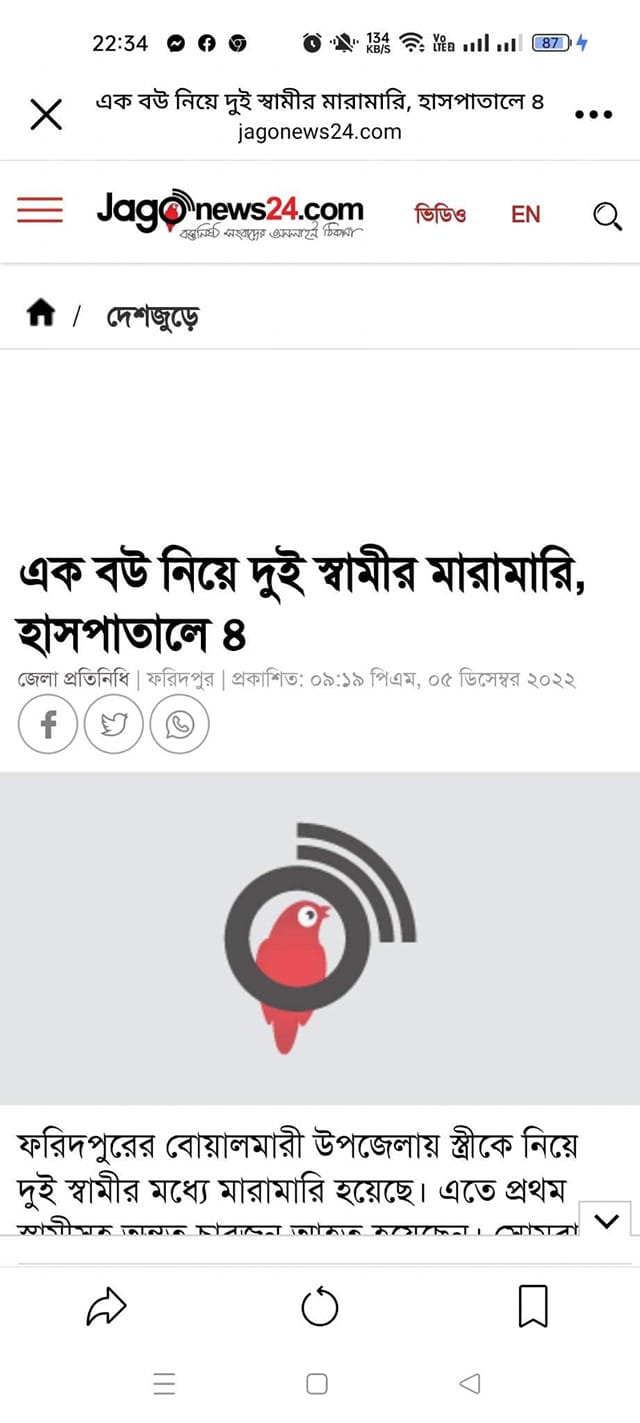 22:34
134
KB/S
Vo
LTE
87
এক বউ নিয়ে দুই স্বামীর মারামারি, হাসপাতালে ৪
jagonews24.com
Jagonews24.com
ভিডিও
EN
বস্তুনিষ্ঠ সংবাদের অনলাইন ঠিকানা
/ দেশজুড়ে
এক বউ নিয়ে দুই স্বামীর মারামারি,
হাসপাতালে ৪
জেলা প্রতিনিধি | ফরিদপুর | প্রকাশিত: ০৯:১৯ পিএম, ০৫ ডিসেম্বর ২০২২
ফরিদপুরের বোয়ালমারী উপজেলায় স্ত্রীকে নিয়ে
দুই স্বামীর মধ্যে মারামারি হয়েছে। এতে প্রথম